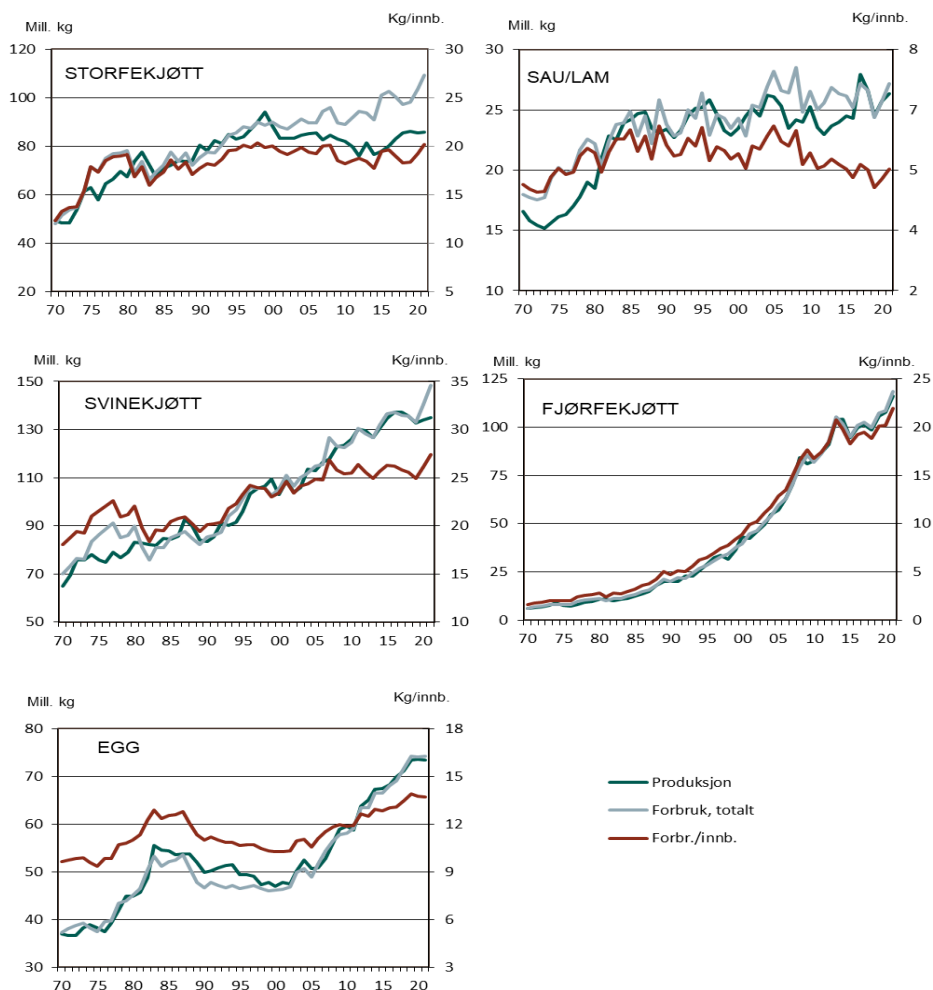 Mill. kg Kg/innb.
STORFEKJØTT
120 100 80 60 40 20
30 25 20 15 10 5
70 75 80 85 90 95 00 05 10 15 20
Kg/innb.
SAU/LAM
30 25 20 15 10
8 7 5 4 2
70 75 80 85 90 95 00 05 10 15 20
Mill. kg Kg/innb.
SVINEKJØTT
150 130 110 90 70 50
35 30 25 20 15 10
70 75 80 85 90 95 00 05 10 15 20
Mill. kg Kg/innb.
FJØRFEKJØTT
125 100 75 50 25 0
25 20 15 10 5 0
70 75 80 85 90 95 00 05 10 15 20
Mill. kg Kg/innb.
EGG
80 70 60 50 40 30
18 15 12 9 6 3
70 75 80 85 90 95 00 05 10 15 20
Produksjon
Forbruk, totalt
Forbr./innb.